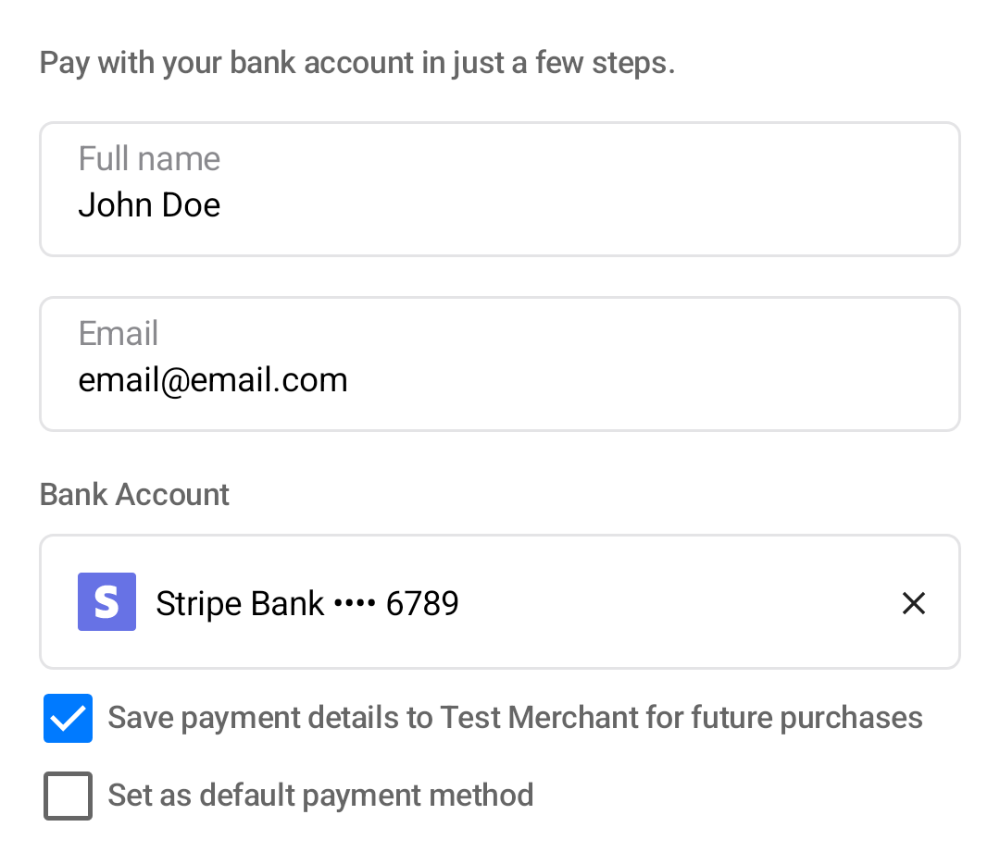 Pay with your bank account in just a few steps.
Full name
John Doe
Email
email@email.com
Bank Account
S Stripe Bank •••• 6789
Save payment details to Test Merchant for future purchases
Set as default payment method